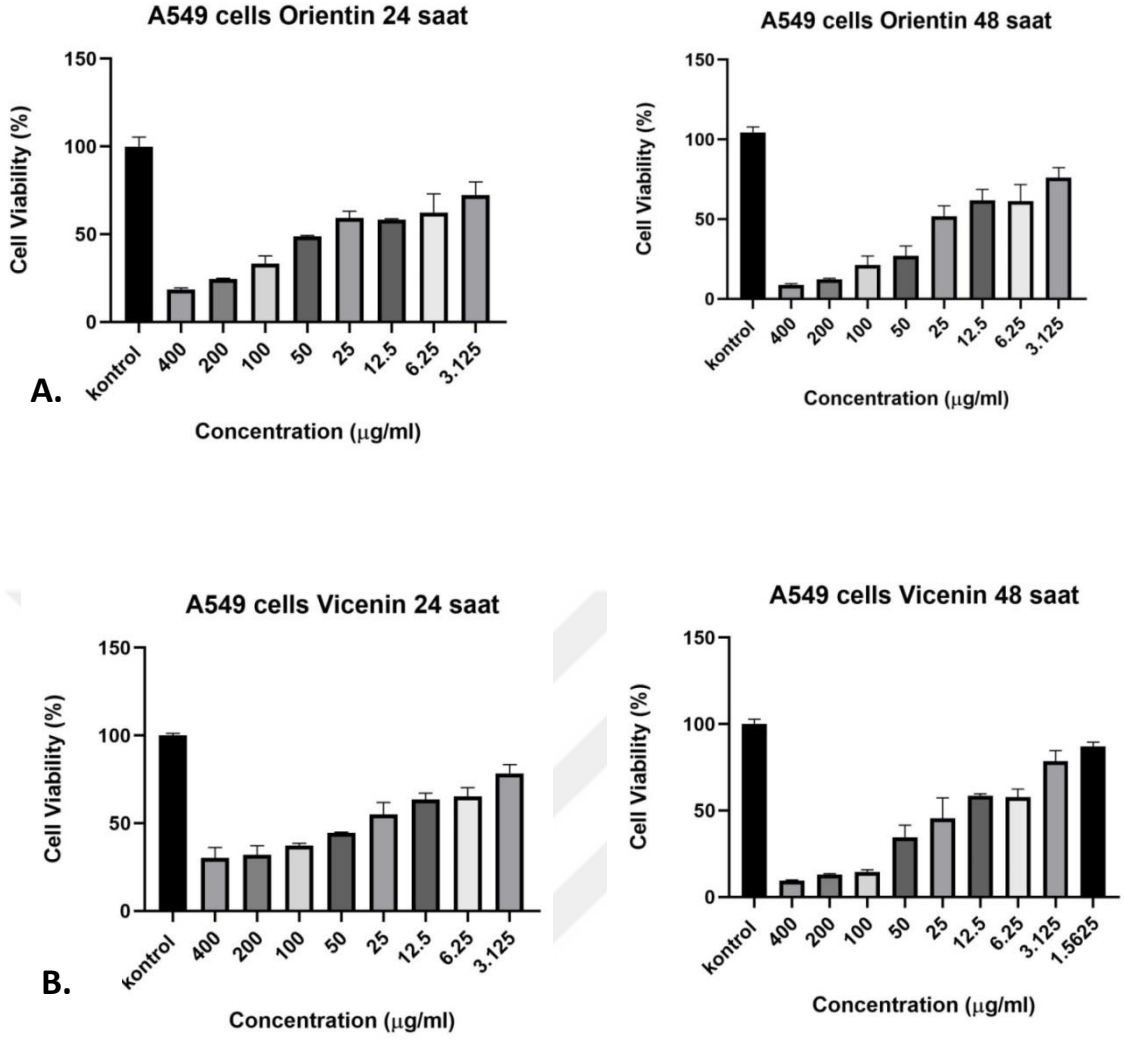 A549 cells Orientin 24 saat
Cell Viability (%)
150
100
50
0
kontrol
400
200
100
50
25
12.5
6.25
3.125
Concentration (μg/ml)
A549 cells Orientin 48 saat
Cell Viability (%)
150
100
50
0
kontrol
400
200
100
50
25
12.5
6.25
3.125
Concentration (μg/ml)
A.
A549 cells Vicenin 24 saat
Cell Viability (%)
150
100
50
0
kontrol
400
200
100
50
25
12.5
6.25
3.125
Concentration (μg/ml)
A549 cells Vicenin 48 saat
Cell Viability (%)
150
100
50
0
kontrol
400
200
100
50
25
12.5
6.25
3.125
1.5625
Concentration (μg/ml)
B.